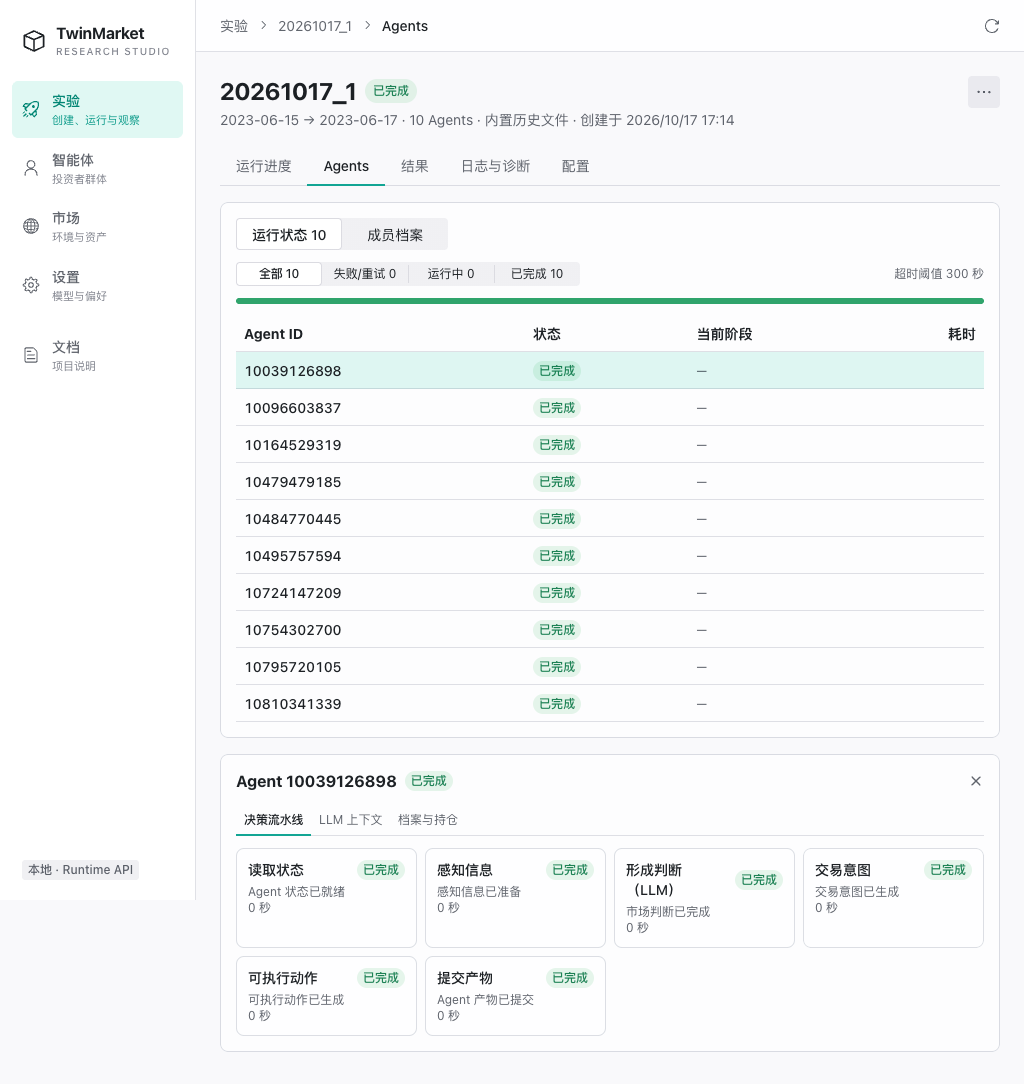 TwinMarket
RESEARCH STUDIO
实验
创建、运行与观察
智能体
投资者群体
市场
环境与资产
设置
模型与偏好
文档
项目说明
本地 · Runtime API
实验 > 20261017_1 > Agents
20261017_1 已完成
2023-06-15 → 2023-06-17 · 10 Agents · 内置历史文件 · 创建于 2026/10/17 17:14
运行进度 Agents 结果 日志与诊断 配置
运行状态 10 成员档案
全部 10 失败/重试 0 运行中 0 已完成 10 超时阈值 300 秒
Agent ID 状态 当前阶段 耗时
10039126898 已完成 —
10096603837 已完成 —
10164529319 已完成 —
10479479185 已完成 —
10484770445 已完成 —
10495757594 已完成 —
10724147209 已完成 —
10754302700 已完成 —
10795720105 已完成 —
10810341339 已完成 —
Agent 10039126898 已完成
决策流水线 LLM 上下文 档案与持仓
读取状态 已完成
Agent 状态已就绪
0 秒
感知信息 已完成
感知信息已准备
0 秒
形成判断
（LLM） 已完成
市场判断已完成
0 秒
交易意图 已完成
交易意图已生成
0 秒
可执行动作 已完成
可执行动作已生成
0 秒
提交产物 已完成
Agent 产物已提交
0 秒